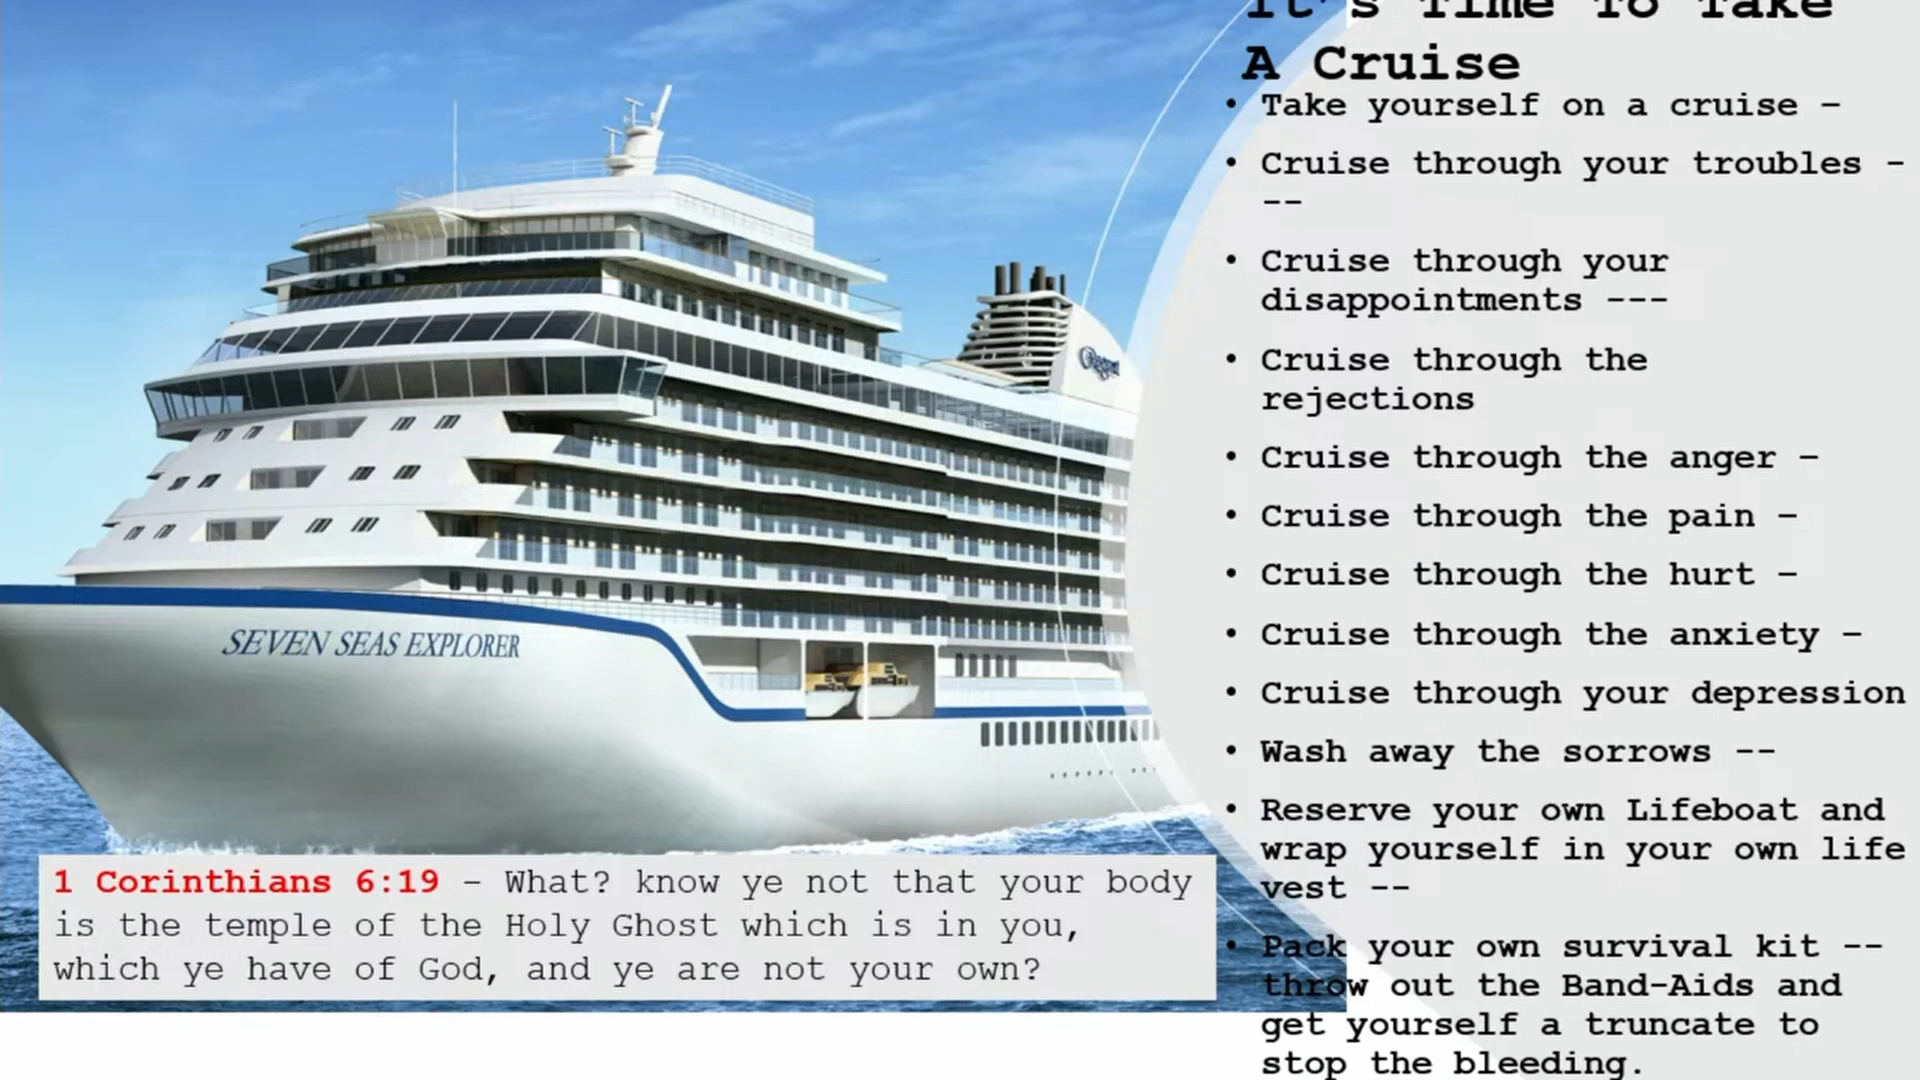 It's Time To Take
A Cruise
• Take yourself on a cruise –
• Cruise through your troubles -
--
• Cruise through your
disappointments ---
• Cruise through the
rejections
• Cruise through the anger –
• Cruise through the pain –
• Cruise through the hurt –
• Cruise through the anxiety –
• Cruise through your depression
• Wash away the sorrows --
• Reserve your own Lifeboat and
wrap yourself in your own life
vest --
• Pack your own survival kit --
throw out the Band-Aids and
get yourself a truncate to
stop the bleeding.
Regent
SEVEN SEAS EXPLORER
1 Corinthians 6:19 – What? know ye not that your body
is the temple of the Holy Ghost which is in you,
which ye have of God, and ye are not your own?